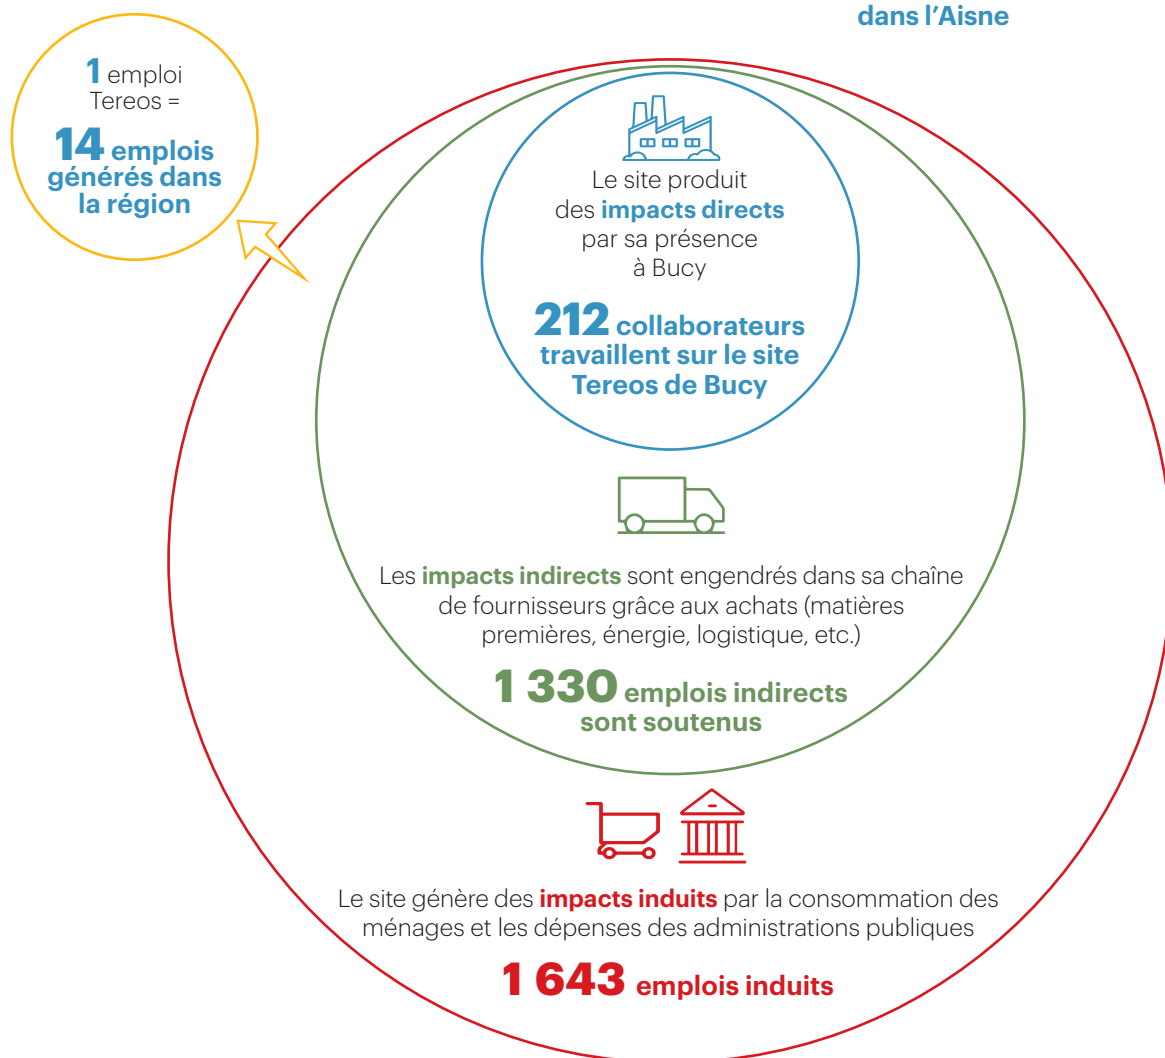 dans l’Aisne
1 emploi
Tereos =
14 emplois
générés dans
la région
Le site produit
des impacts directs
par sa présence
à Bucy
212 collaborateurs
travaillent sur le site
Tereos de Bucy
Les impacts indirects sont engendrés dans sa chaîne
de fournisseurs grâce aux achats (matières
premières, énergie, logistique, etc.)
1 330 emplois indirects
sont soutenus
Le site génère des impacts induits par la consommation des
ménages et les dépenses des administrations publiques
1 643 emplois induits